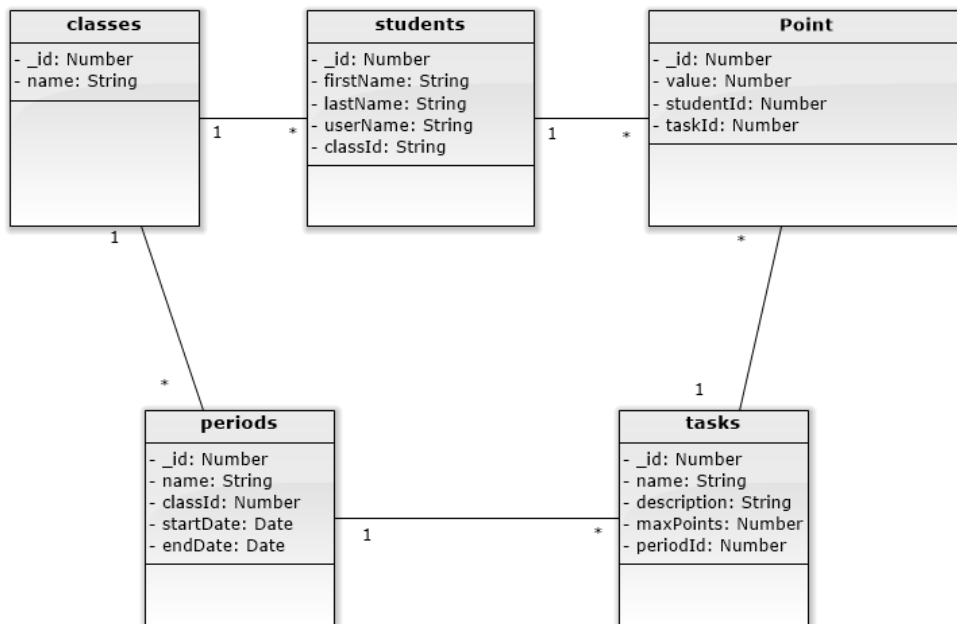 classes
- _id: Number
- name: String
students
- _id: Number
- firstName: String
- lastName: String
- userName: String
- classId: String
Point
- _id: Number
- value: Number
- studentId: Number
- taskId: Number
1
*
1
*
1
*
*
1
periods
- _id: Number
- name: String
- classId: Number
- startDate: Date
- endDate: Date
tasks
- _id: Number
- name: String
- description: String
- maxPoints: Number
- periodId: Number
1
*